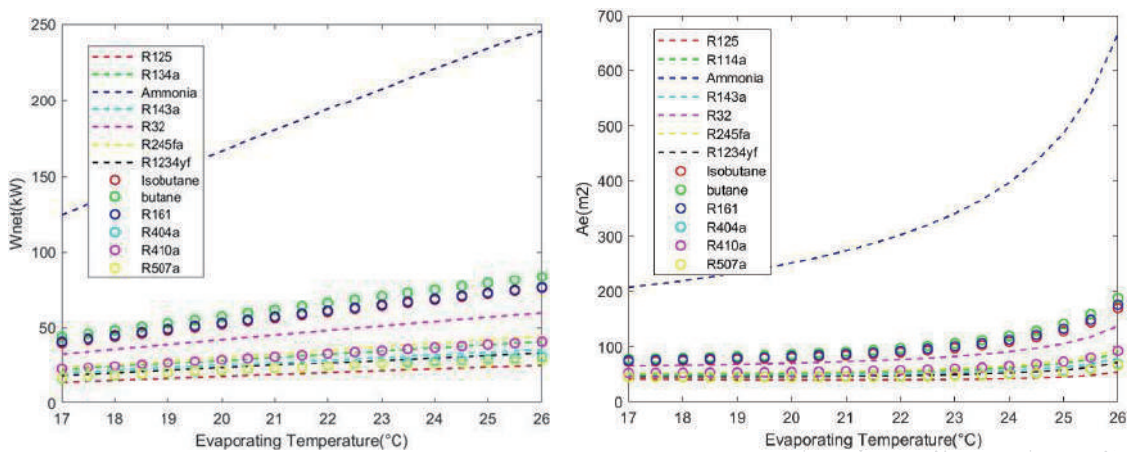 250
200
150
100
50
0
Wnet(kW)
R125
R134a
Ammonia
R143a
R32
R245fa
R1234yf
Isobutane
butane
R161
R404a
R410a
R507a
17 18 19 20 21 22 23 24 25 26
Evaporating Temperature(°C)
700
600
500
400
300
200
100
0
Ae(m2)
R125
R114a
Ammonia
R143a
R32
R245fa
R1234yf
Isobutane
butane
R161
R404a
R410a
R507a
17 18 19 20 21 22 23 24 25 26
Evaporating Temperature(°C)